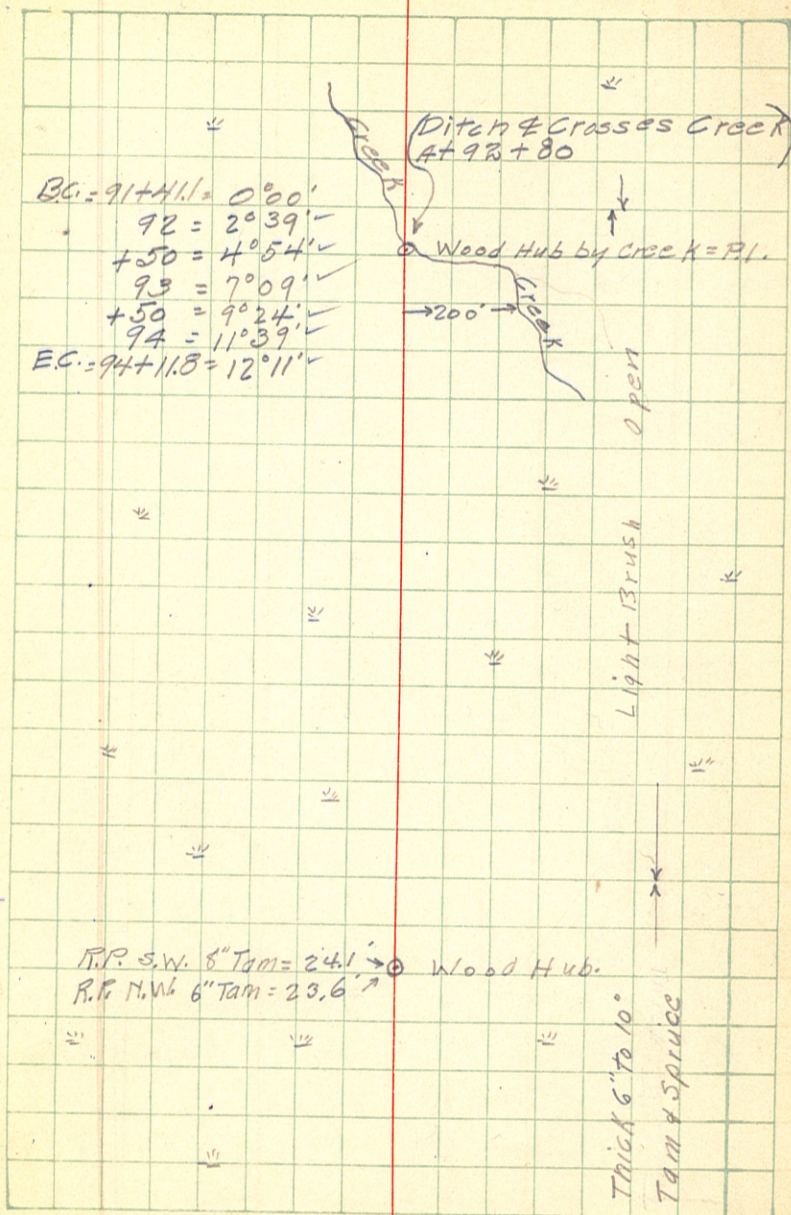 Creek
(Ditch ⅊ Crosses Creek)
At 92+80
B.C. = 91+41.1 = 0°00'
92 = 2°39' ✓
+50 = 4°54' ✓
93 = 7°09' ✓
+50 = 9°24' ✓
94 = 11°39' ✓
E.C. = 94+11.8 = 12°11' ✓
Wood Hub by Creek = P.I.
→200'→
Creek
Open
Light Brush
R.P. S.W. 8" Tam = 24.1'
R.P. N.W. 6" Tam = 23.6'
Wood Hub.
Thick 6" to 10"
Tam & Spruce